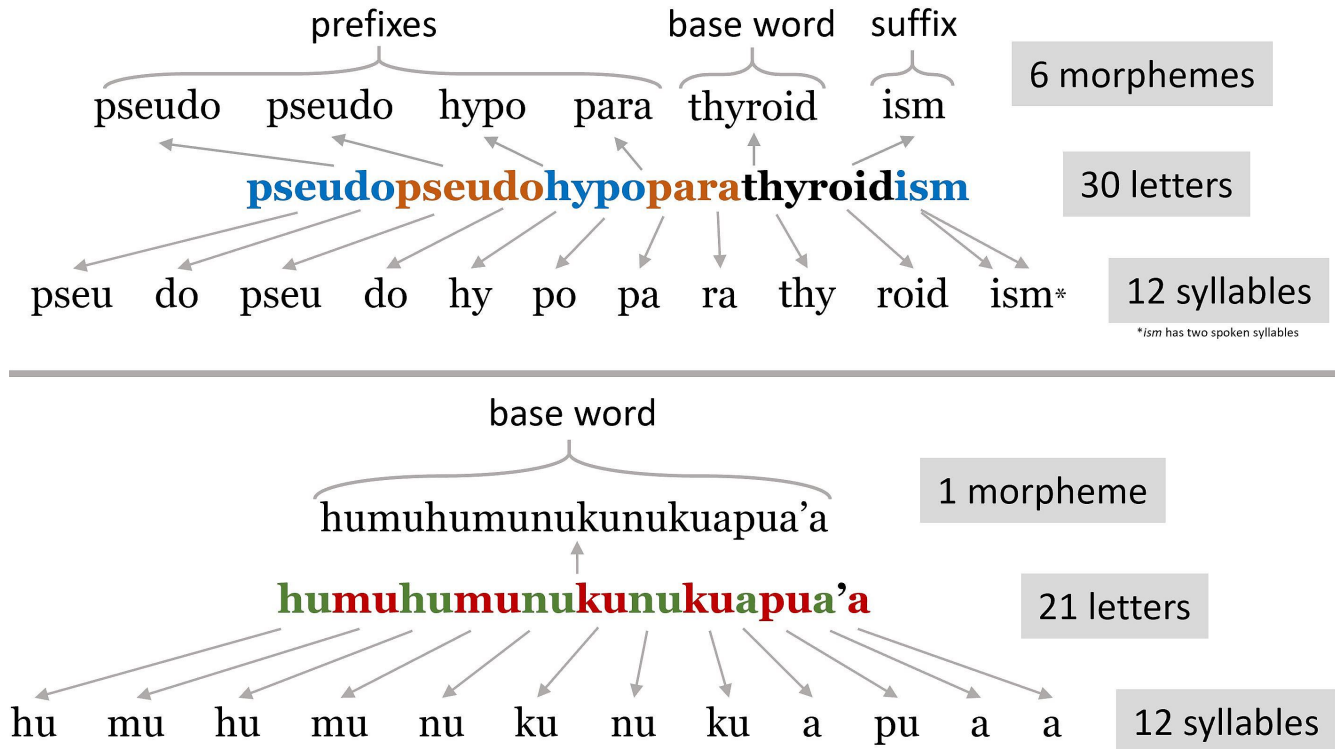 prefixes base word suffix
6 morphemes
pseudo pseudo hypo para thyroid ism
pseudopseudohypoparathyroidism
30 letters
pseu do pseu do hy po pa ra thy roid ism*
12 syllables
*ism has two spoken syllables
base word
1 morpheme
humuhumunukunukuapua’a
humuhumunukunukuapua’a
21 letters
hu mu hu mu nu ku nu ku a pu a a
12 syllables